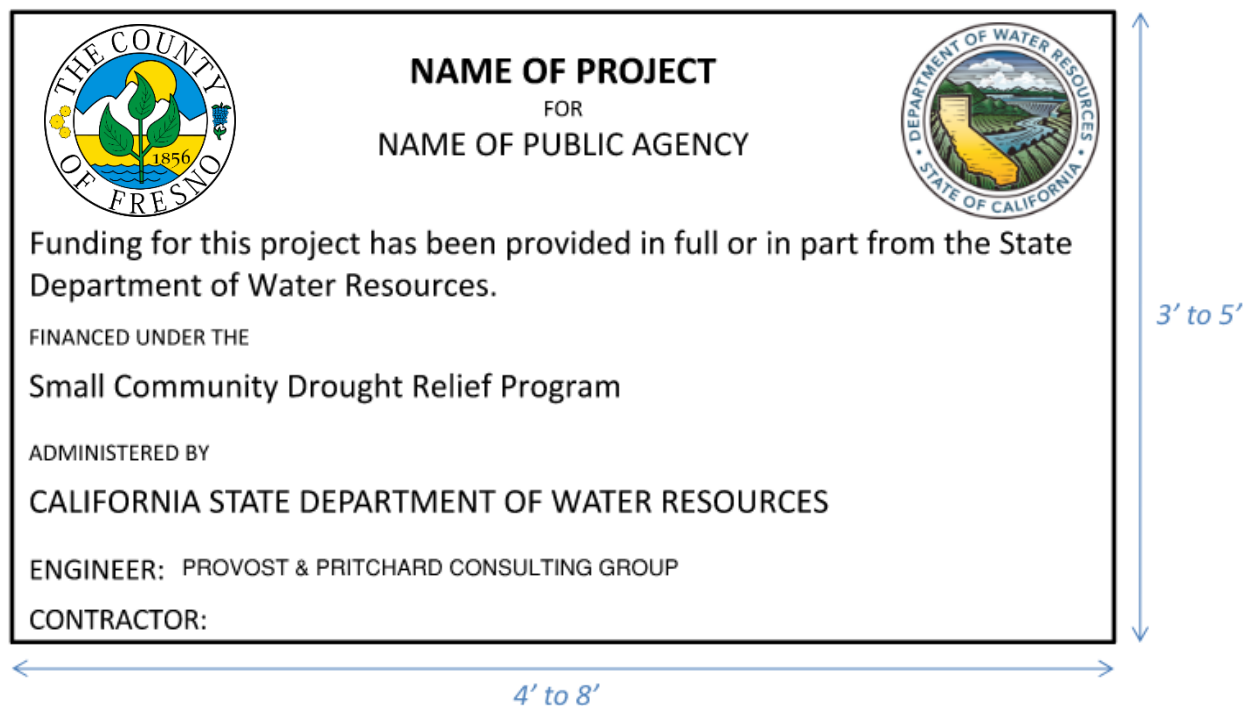 THE COUNTY OF FRESNO
1856
NAME OF PROJECT
FOR
NAME OF PUBLIC AGENCY
DEPARTMENT OF WATER RESOURCES
• STATE OF CALIFORNIA •
Funding for this project has been provided in full or in part from the State
Department of Water Resources.
FINANCED UNDER THE
Small Community Drought Relief Program
ADMINISTERED BY
CALIFORNIA STATE DEPARTMENT OF WATER RESOURCES
ENGINEER: PROVOST & PRITCHARD CONSULTING GROUP
CONTRACTOR:
3’ to 5’
4’ to 8’